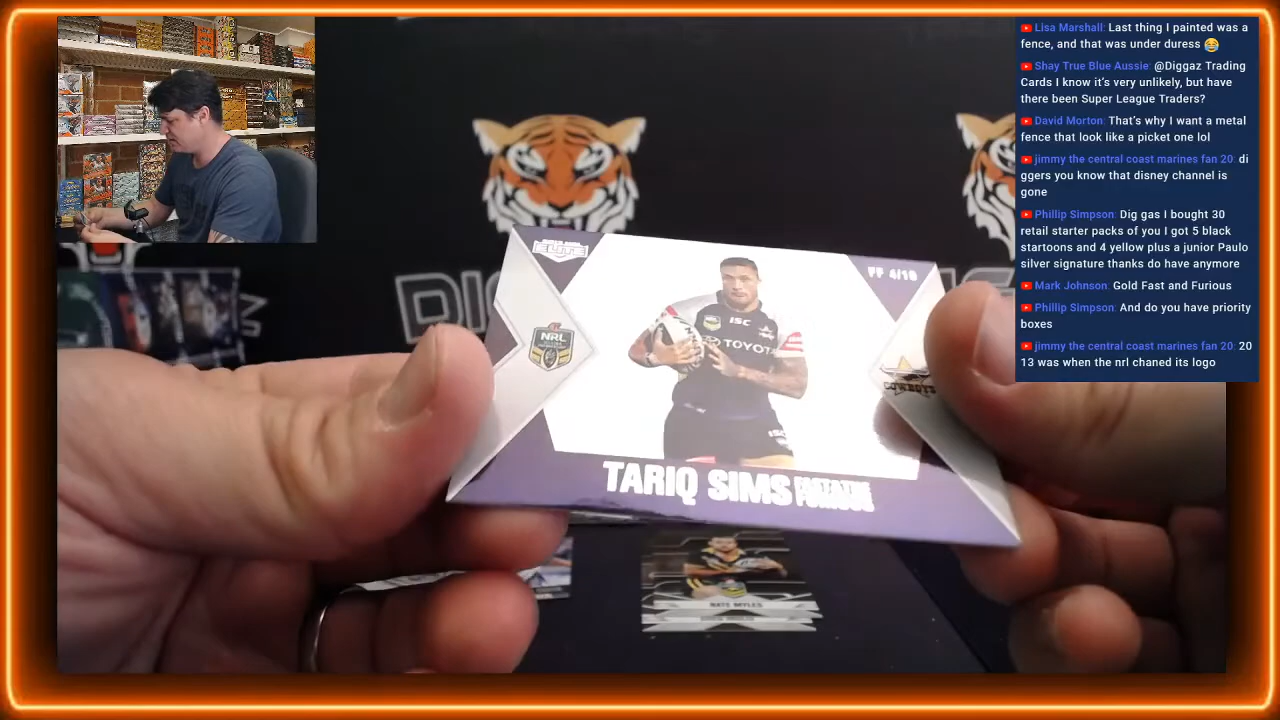 Lisa Marshall: Last thing I painted was a
fence, and that was under duress 😂
Shay True Blue Aussie: @Diggaz Trading
Cards I know it's very unlikely, but have
there been Super League Traders?
David Morton: That's why I want a metal
fence that look like a picket one lol
jimmy the central coast marines fan 20: di
ggers you know that disney channel is
gone
Phillip Simpson: Dig gas I bought 30
retail starter packs of you I got 5 black
startoons and 4 yellow plus a junior Paulo
silver signature thanks do have anymore
Mark Johnson: Gold Fast and Furious
Phillip Simpson: And do you have priority
boxes
jimmy the central coast marines fan 20: 20
13 was when the nrl chaned its logo
ELITE
FF 4/10
NRL
ISC
TOYOTA
COWBOYS
TARIQ SIMS FAST & THE
FURIOUS
NATE MYLES